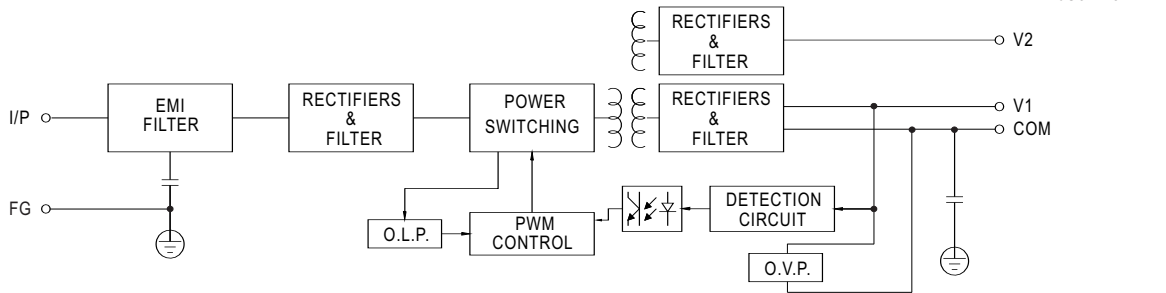 RECTIFIERS
&
FILTER
V2
I/P
EMI
FILTER
RECTIFIERS
&
FILTER
POWER
SWITCHING
RECTIFIERS
&
FILTER
V1
COM
FG
O.L.P.
PWM
CONTROL
DETECTION
CIRCUIT
O.V.P.